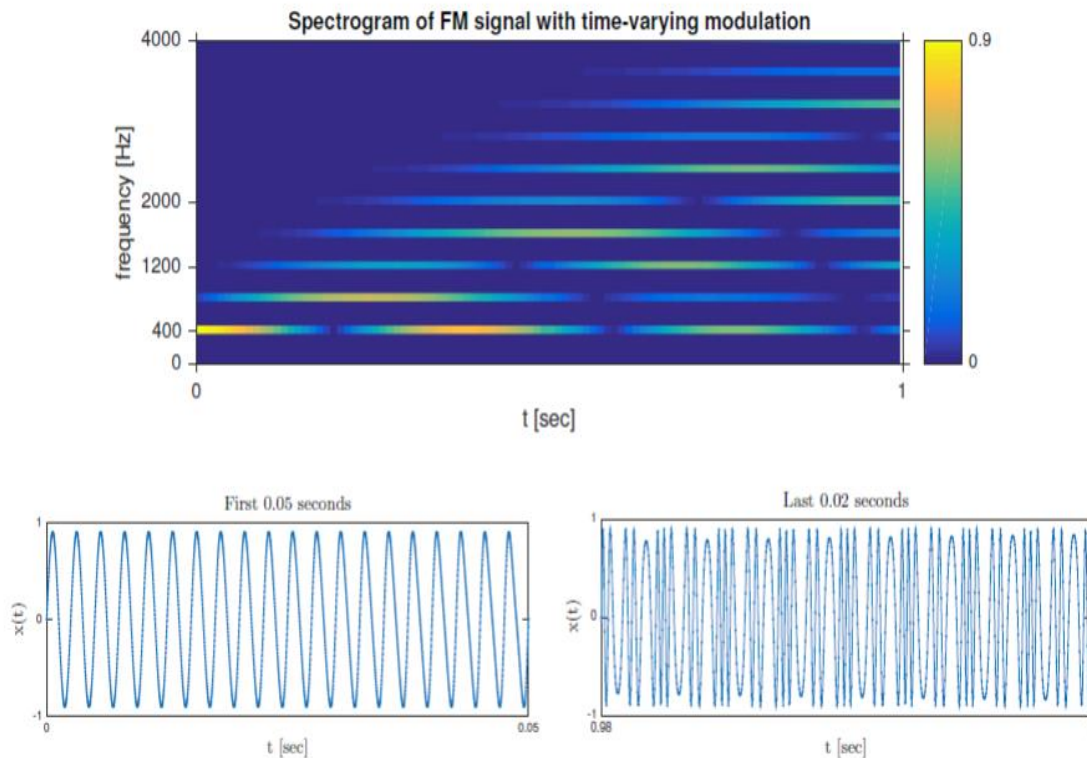 Spectrogram of FM signal with time-varying modulation
4000
2000
1200
400
0
frequency [Hz]
0
1
t [sec]
0.9
0
First 0.05 seconds
1
0
-1
x(t)
0
0.05
t [sec]
Last 0.02 seconds
1
0
-1
x(t)
0.98
t [sec]